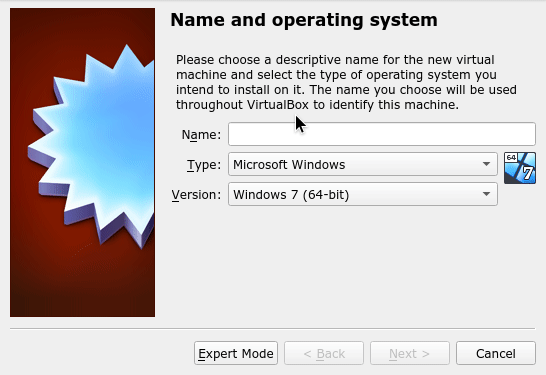 Name and operating system
Please choose a descriptive name for the new virtual
machine and select the type of operating system you
intend to install on it. The name you choose will be used
throughout VirtualBox to identify this machine.
Name:
Type: Microsoft Windows
64
7
Version: Windows 7 (64-bit)
Expert Mode < Back Next > Cancel